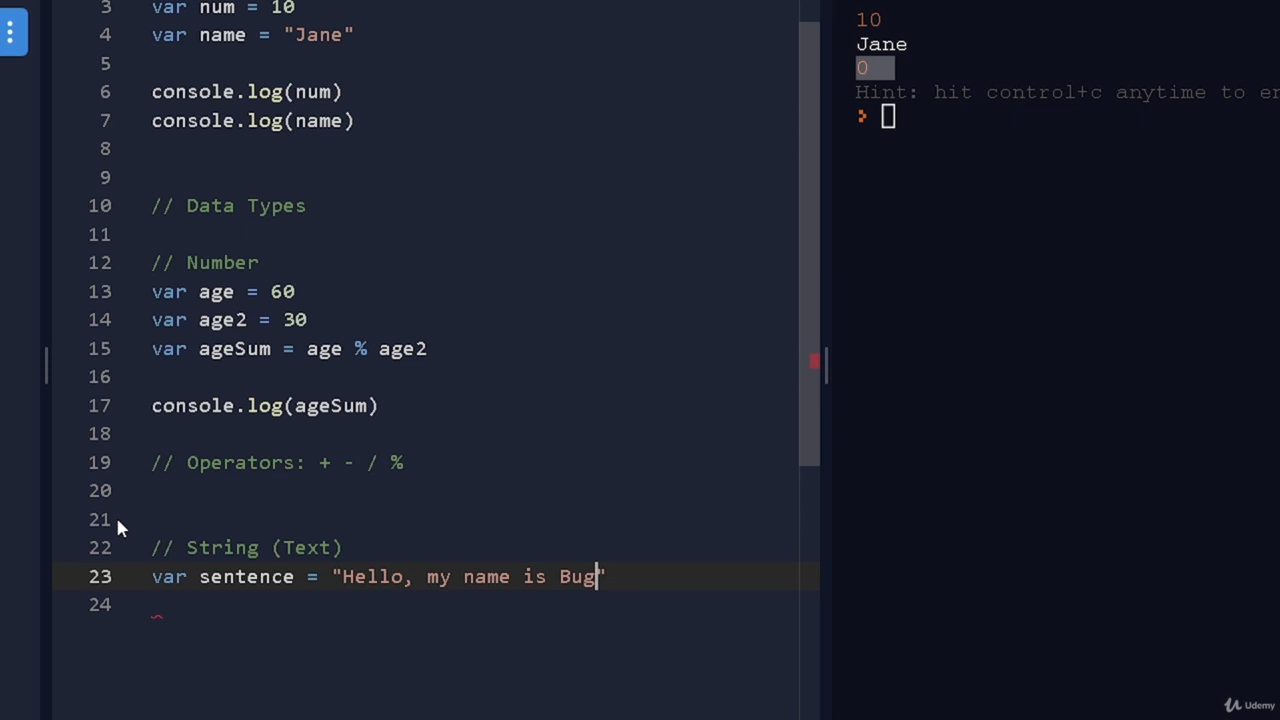 3 var num = 10
4 var name = "Jane"
5
6 console.log(num)
7 console.log(name)
8
9
10 // Data Types
11
12 // Number
13 var age = 60
14 var age2 = 30
15 var ageSum = age % age2
16
17 console.log(ageSum)
18
19 // Operators: + - / %
20
21
22 // String (Text)
23 var sentence = "Hello, my name is Bug"
24
10
Jane
0
Hint: hit control+c anytime to en
>
Udemy